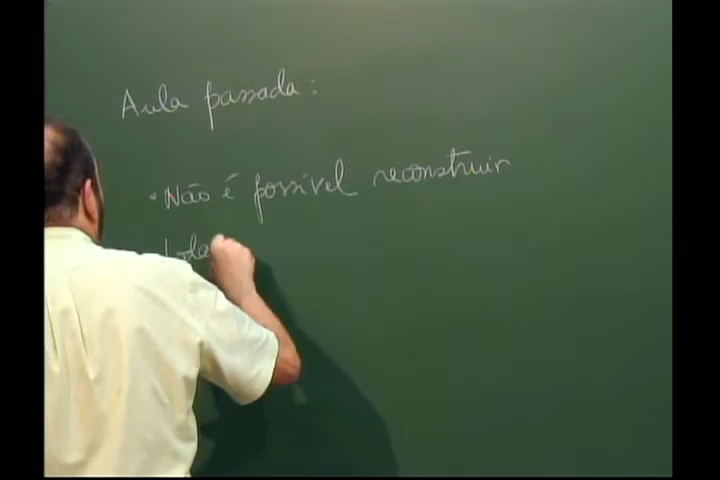 Aula passada:
• Não é possível reconstruir